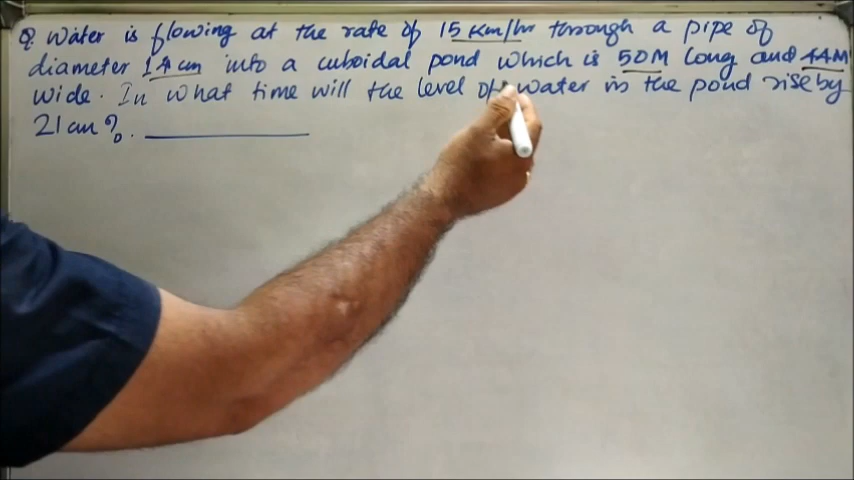 Q. Water is flowing at the rate of 15 Km/hr through a pipe of
diameter 14 cm into a cuboidal pond which is 50M long and 44M
wide. In what time will the level of water in the pond rise by
21 cm?